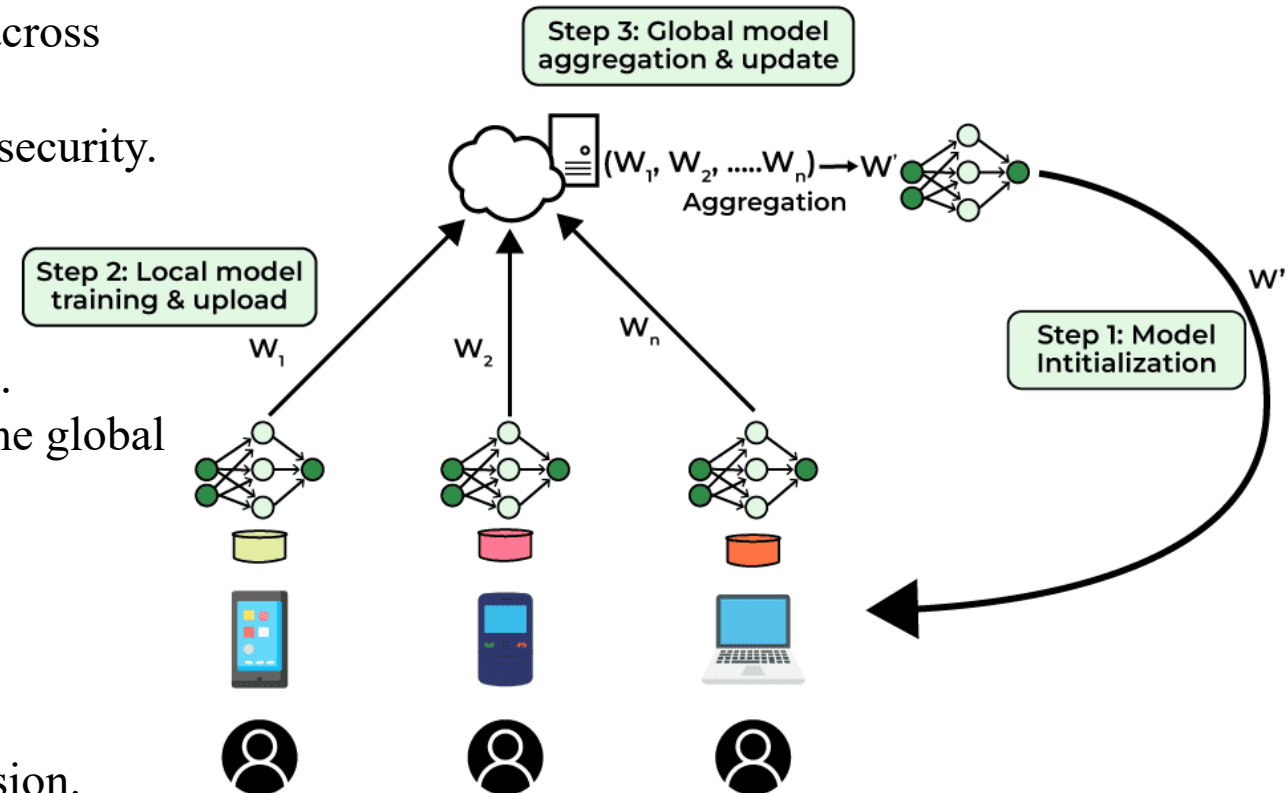 across
security.
.
he global
sion.
Step 3: Global model
aggregation & update
(W1, W2, .....Wn) → W'
Aggregation
Step 2: Local model
training & upload
W1
W2
Wn
W'
Step 1: Model
Intitialization